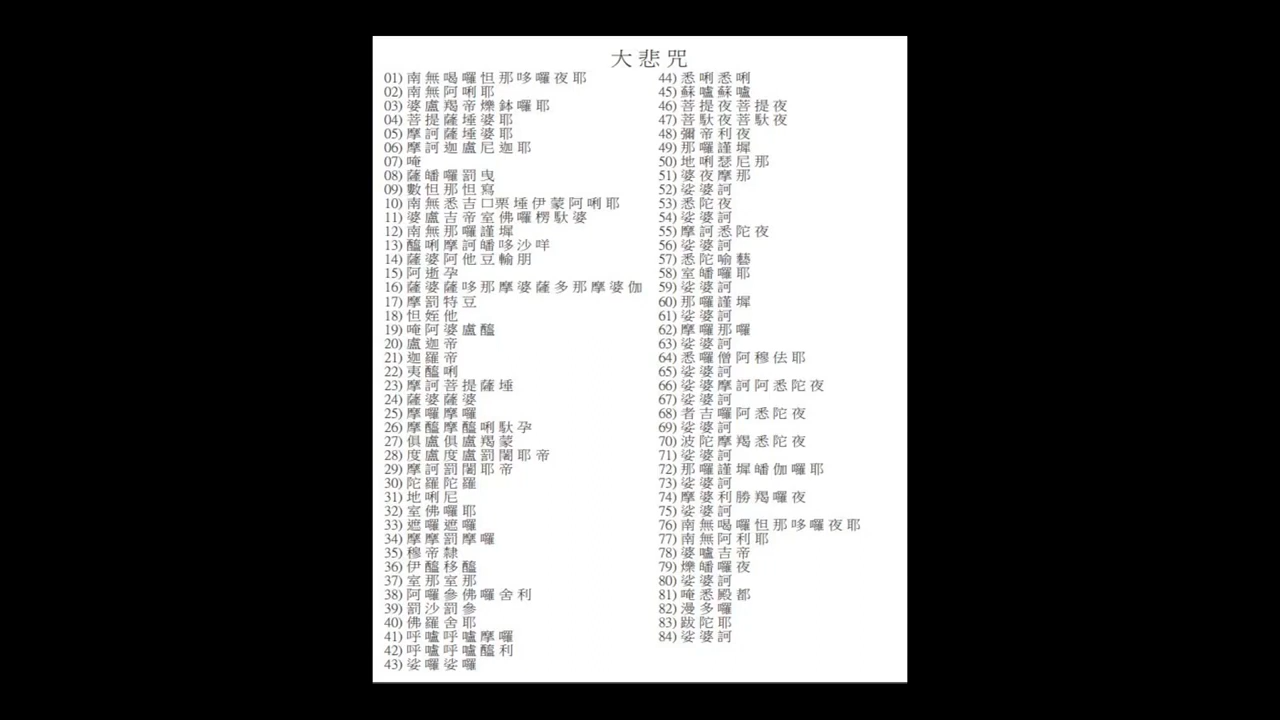 大悲咒
01) 南無喝囉怛那哆囉夜耶
02) 南無阿唎耶
03) 婆盧羯帝爍鉢囉耶
04) 菩提薩埵婆耶
05) 摩訶薩埵婆耶
06) 摩訶迦盧尼迦耶
07) 唵
08) 薩皤囉罰曳
09) 數怛那怛寫
10) 南無悉吉口栗埵伊蒙阿唎耶
11) 婆盧吉帝室佛囉楞馱婆
12) 南無那囉謹墀
13) 醯唎摩訶皤哆沙咩
14) 薩婆阿他豆輸朋
15) 阿逝孕
16) 薩婆薩哆那摩婆薩多那摩婆伽
17) 摩罰特豆
18) 怛姪他
19) 唵阿婆盧醯
20) 盧迦帝
21) 迦羅帝
22) 夷醯唎
23) 摩訶菩提薩埵
24) 薩婆薩婆
25) 摩囉摩囉
26) 摩醯摩醯唎馱孕
27) 俱盧俱盧羯蒙
28) 度盧度盧罰闍耶帝
29) 摩訶罰闍耶帝
30) 陀羅陀羅
31) 地唎尼
32) 室佛囉耶
33) 遮囉遮囉
34) 摩摩罰摩囉
35) 穆帝隸
36) 伊醯移醯
37) 室那室那
38) 阿囉參佛囉舍利
39) 罰沙罰參
40) 佛羅舍耶
41) 呼嚧呼嚧摩囉
42) 呼嚧呼嚧醯利
43) 娑囉娑囉
44) 悉唎悉唎
45) 蘇嚧蘇嚧
46) 菩提夜菩提夜
47) 菩馱夜菩馱夜
48) 彌帝利夜
49) 那囉謹墀
50) 地唎瑟尼那
51) 婆夜摩那
52) 娑婆訶
53) 悉陀夜
54) 娑婆訶
55) 摩訶悉陀夜
56) 娑婆訶
57) 悉陀喻藝
58) 室皤囉耶
59) 娑婆訶
60) 那囉謹墀
61) 娑婆訶
62) 摩囉那囉
63) 娑婆訶
64) 悉囉僧阿穆佉耶
65) 娑婆訶
66) 娑婆摩訶阿悉陀夜
67) 娑婆訶
68) 者吉囉阿悉陀夜
69) 娑婆訶
70) 波陀摩羯悉陀夜
71) 娑婆訶
72) 那囉謹墀皤伽囉耶
73) 娑婆訶
74) 摩婆利勝羯囉夜
75) 娑婆訶
76) 南無喝囉怛那哆囉夜耶
77) 南無阿利耶
78) 婆嚧吉帝
79) 爍皤囉夜
80) 娑婆訶
81) 唵悉殿都
82) 漫多囉
83) 跋陀耶
84) 娑婆訶